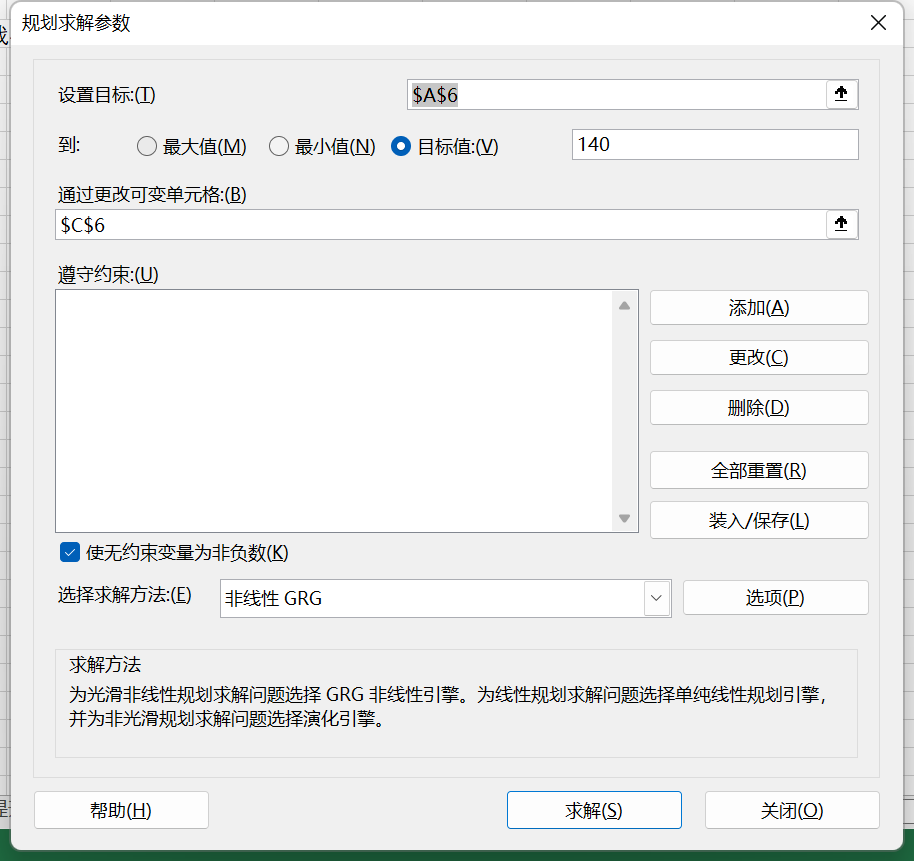 规划求解参数
设置目标:(T) $A$6
到: 最大值(M) 最小值(N) 目标值:(V) 140
通过更改可变单元格:(B)
$C$6
遵守约束:(U)
添加(A)
更改(C)
删除(D)
全部重置(R)
装入/保存(L)
使无约束变量为非负数(K)
选择求解方法:(E) 非线性 GRG 选项(P)
求解方法
为光滑非线性规划求解问题选择 GRG 非线性引擎。为线性规划求解问题选择单纯线性规划引擎，
并为非光滑规划求解问题选择演化引擎。
帮助(H) 求解(S) 关闭(O)